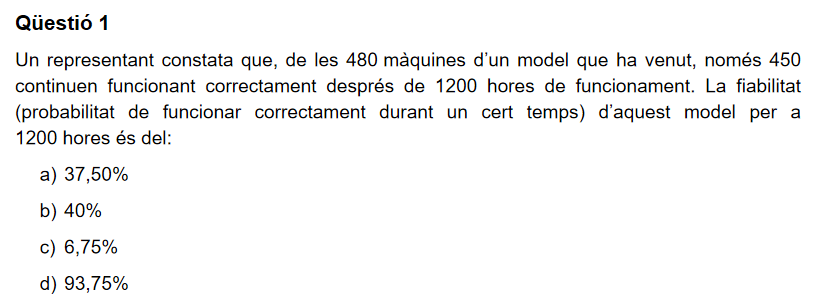 Qüestió 1
Un representant constata que, de les 480 màquines d’un model que ha venut, només 450
continuen funcionant correctament després de 1200 hores de funcionament. La fiabilitat
(probabilitat de funcionar correctament durant un cert temps) d’aquest model per a
1200 hores és del:
a) 37,50%
b) 40%
c) 6,75%
d) 93,75%